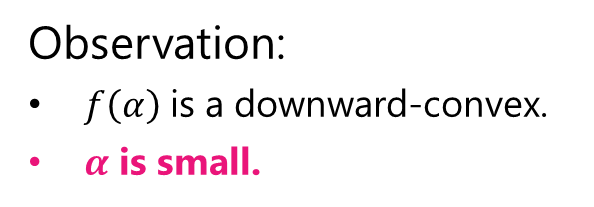 Observation:
• 𝑓(𝛼) is a downward-convex.
• 𝜶 is small.